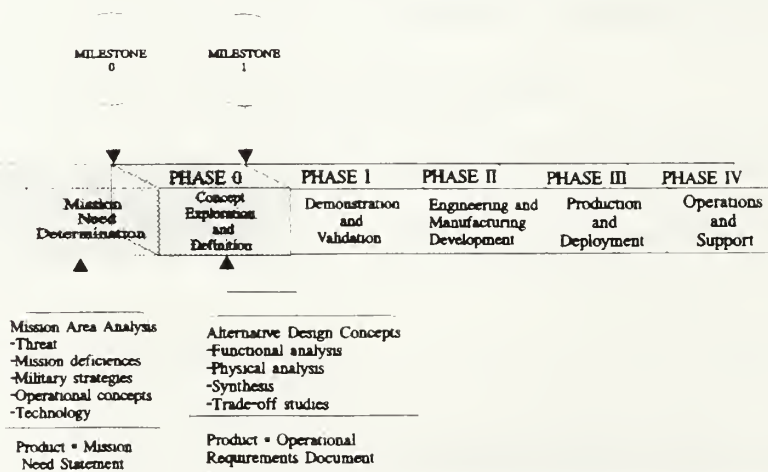 MILESTONE
0
MILESTONE
1
PHASE 0
PHASE I
PHASE II
PHASE III
PHASE IV
Mission
Need
Determination
Concept
Exploration
and
Definition
Demonstration
and
Validation
Engineering and
Manufacturing
Development
Production
and
Deployment
Operations
and
Support
Mission Area Analysis
-Threat
-Mission deficiences
-Military strategies
-Operational concepts
-Technology
Product = Mission
Need Statement
Alternative Design Concepts
-Functional analysis
-Physical analysis
-Synthesis
-Trade-off studies
Product = Operational
Requirements Document